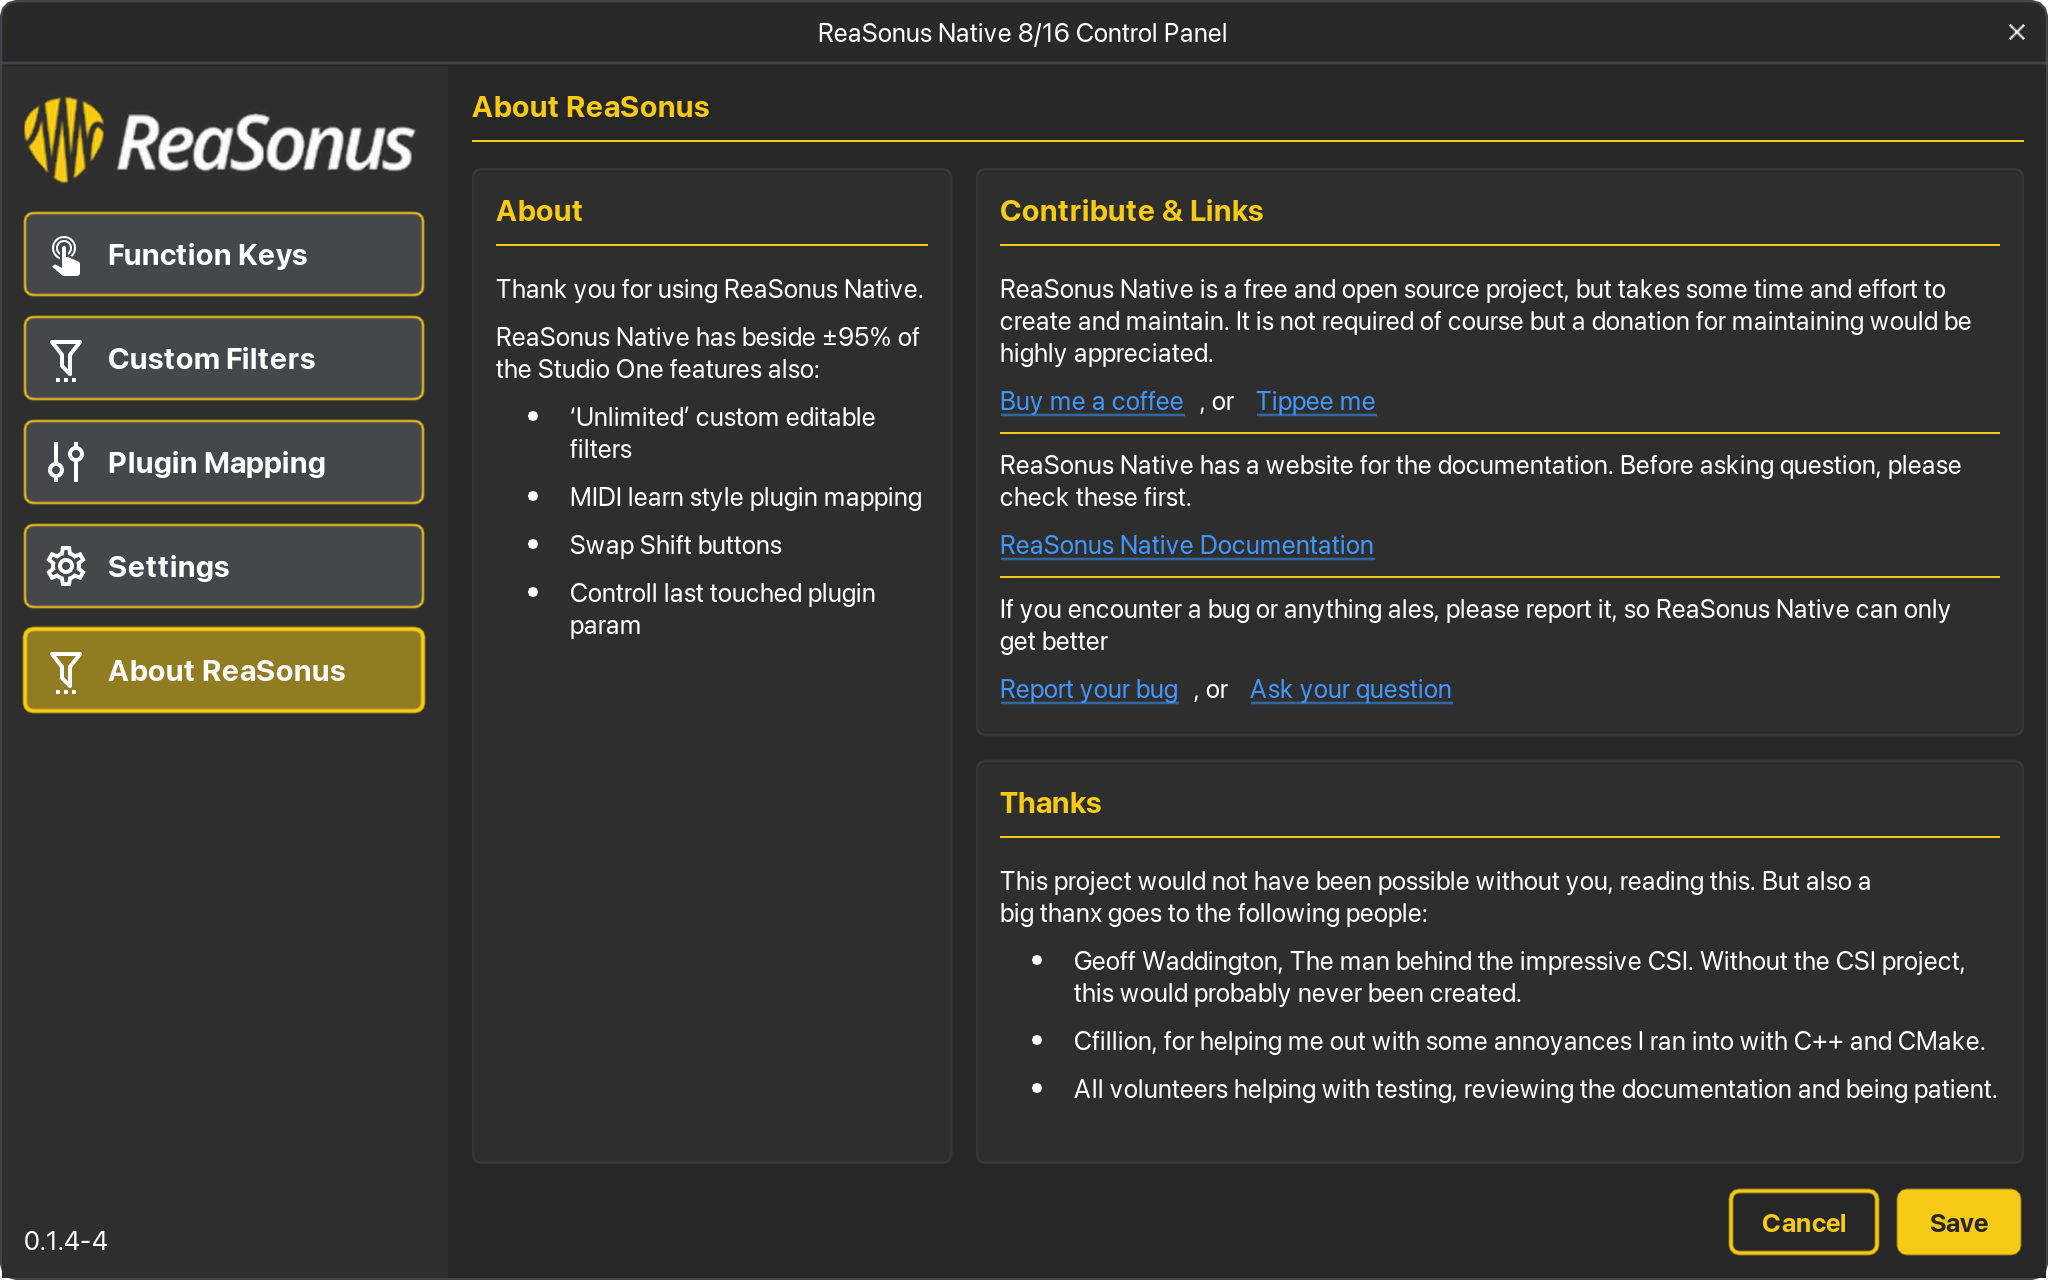 ReaSonus Native 8/16 Control Panel
ReaSonus
Function Keys
Custom Filters
Plugin Mapping
Settings
About ReaSonus
0.1.4-4
About ReaSonus
About
Thank you for using ReaSonus Native.
ReaSonus Native has beside ±95% of
the Studio One features also:
‘Unlimited’ custom editable
filters
MIDI learn style plugin mapping
Swap Shift buttons
Controll last touched plugin
param
Contribute & Links
ReaSonus Native is a free and open source project, but takes some time and effort to
create and maintain. It is not required of course but a donation for maintaining would be
highly appreciated.
Buy me a coffee , or Tippee me
ReaSonus Native has a website for the documentation. Before asking question, please
check these first.
ReaSonus Native Documentation
If you encounter a bug or anything ales, please report it, so ReaSonus Native can only
get better
Report your bug , or Ask your question
Thanks
This project would not have been possible without you, reading this. But also a
big thanx goes to the following people:
Geoff Waddington, The man behind the impressive CSI. Without the CSI project,
this would probably never been created.
Cfillion, for helping me out with some annoyances I ran into with C++ and CMake.
All volunteers helping with testing, reviewing the documentation and being patient.
Cancel
Save